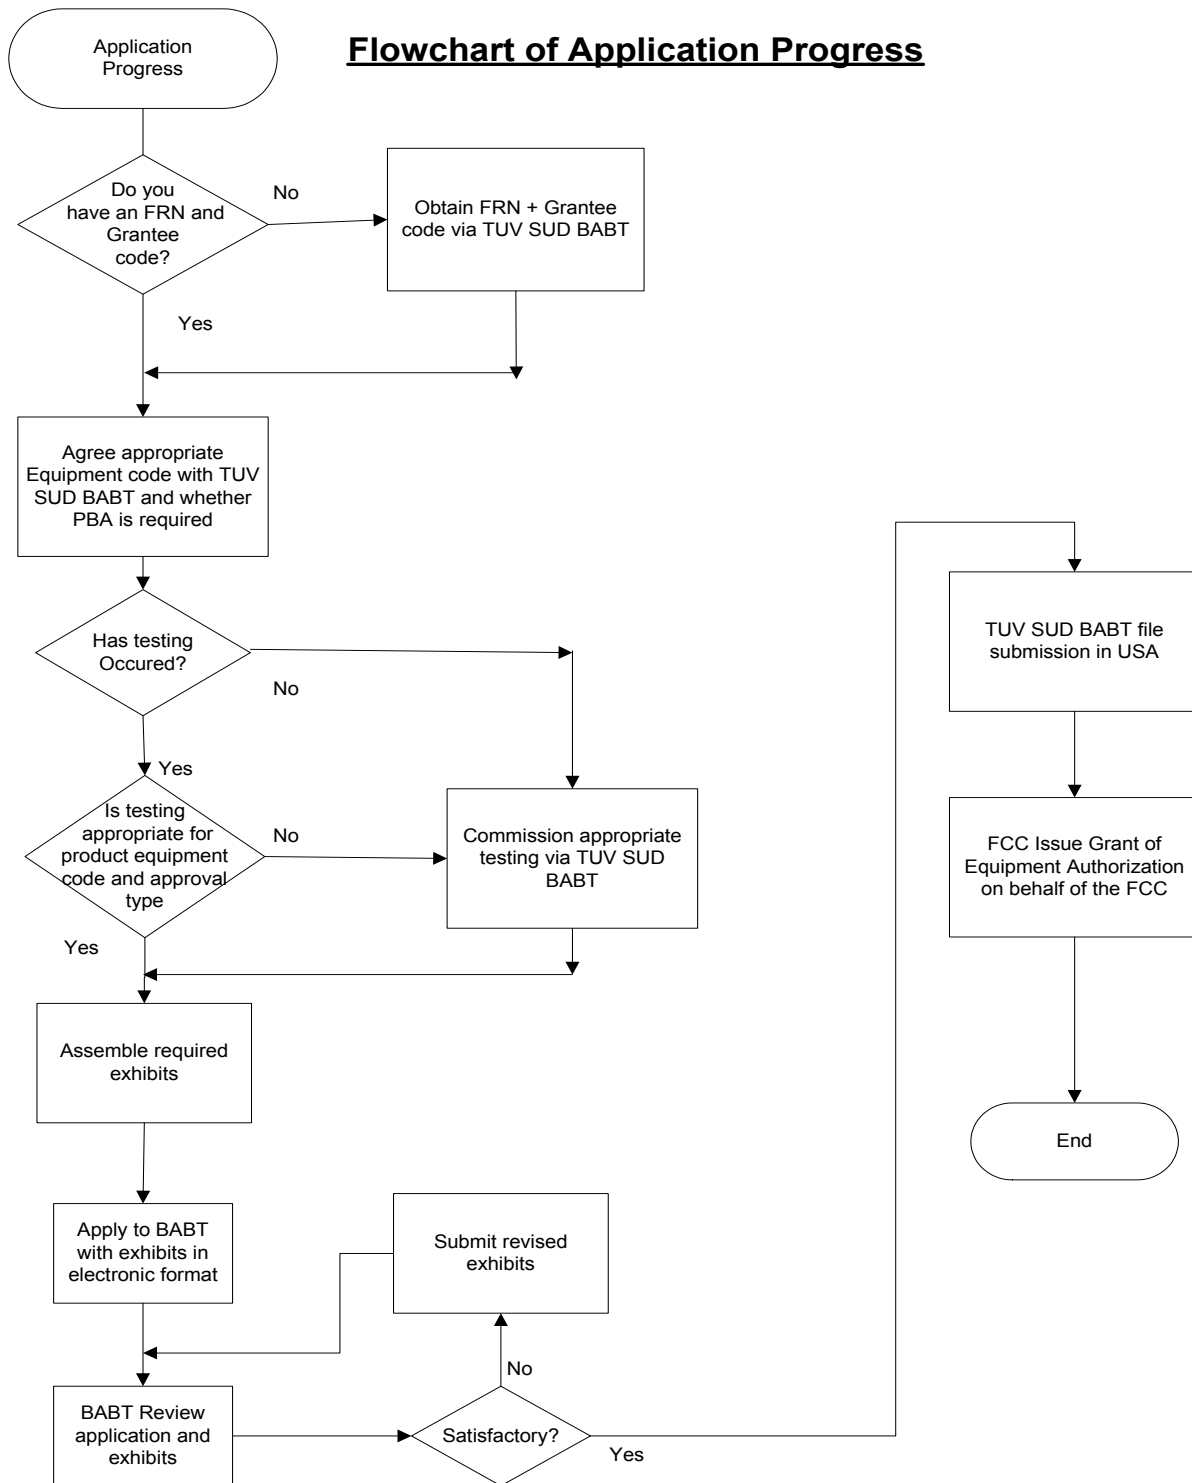 Flowchart of Application Progress
Application
Progress
Do you
have an FRN and
Grantee
code?
No
Obtain FRN + Grantee
code via TUV SUD BABT
Yes
Agree appropriate
Equipment code with TUV
SUD BABT and whether
PBA is required
Has testing
Occured?
No
Yes
Is testing
appropriate for
product equipment
code and approval
type
No
Commission appropriate
testing via TUV SUD
BABT
Yes
Assemble required
exhibits
Apply to BABT
with exhibits in
electronic format
Submit revised
exhibits
No
BABT Review
application and
exhibits
Satisfactory?
Yes
TUV SUD BABT file
submission in USA
FCC Issue Grant of
Equipment Authorization
on behalf of the FCC
End